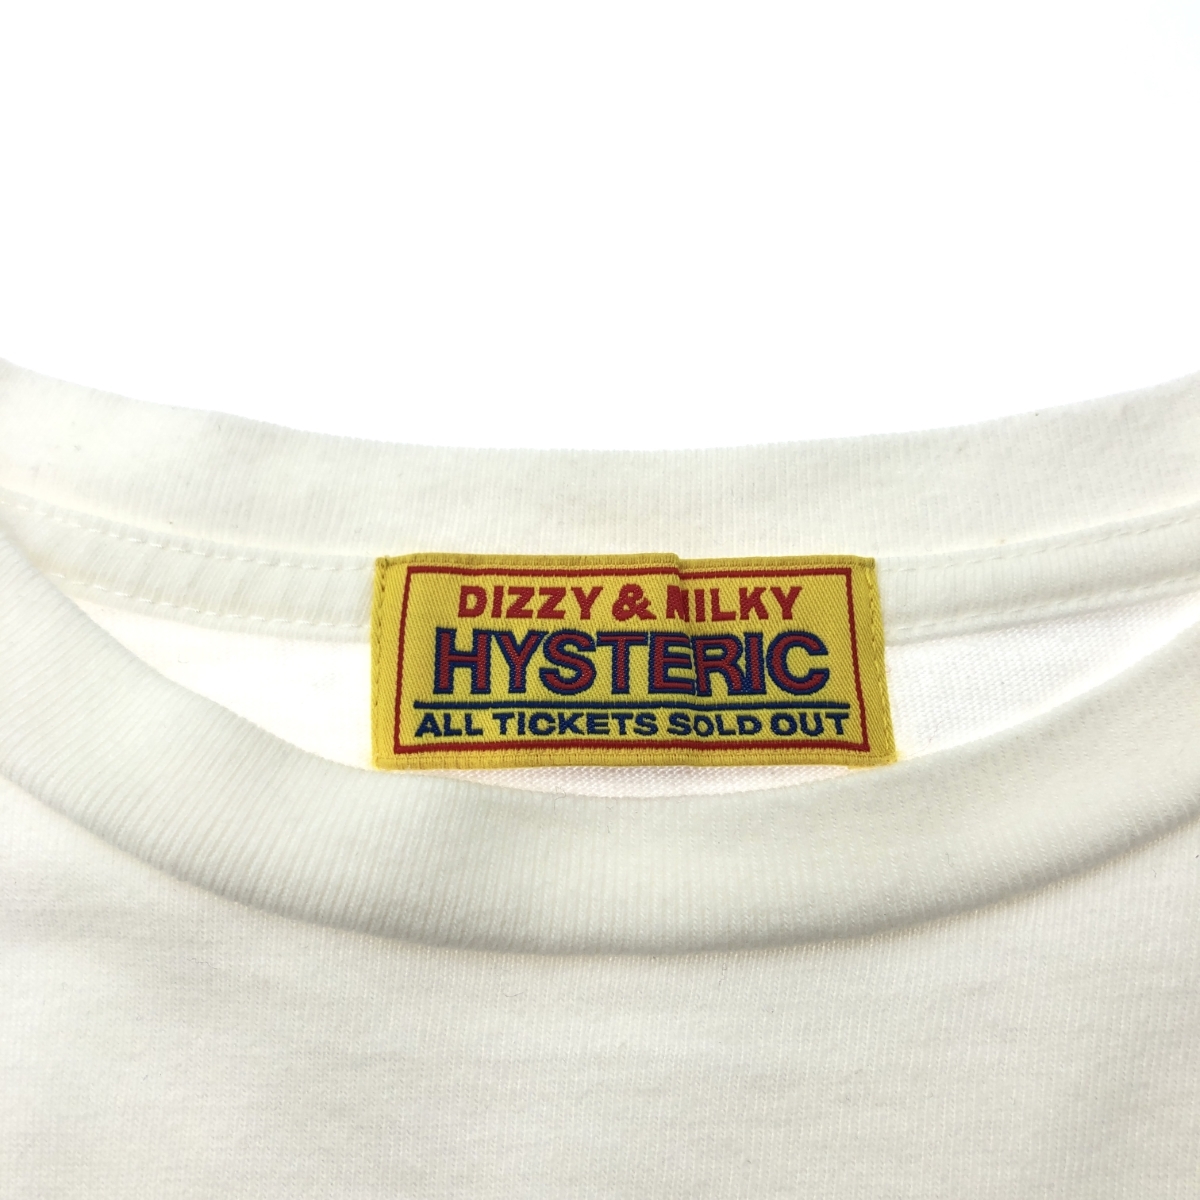 DIZZY & MILKY
HYSTERIC
ALL TICKETS SOLD OUT